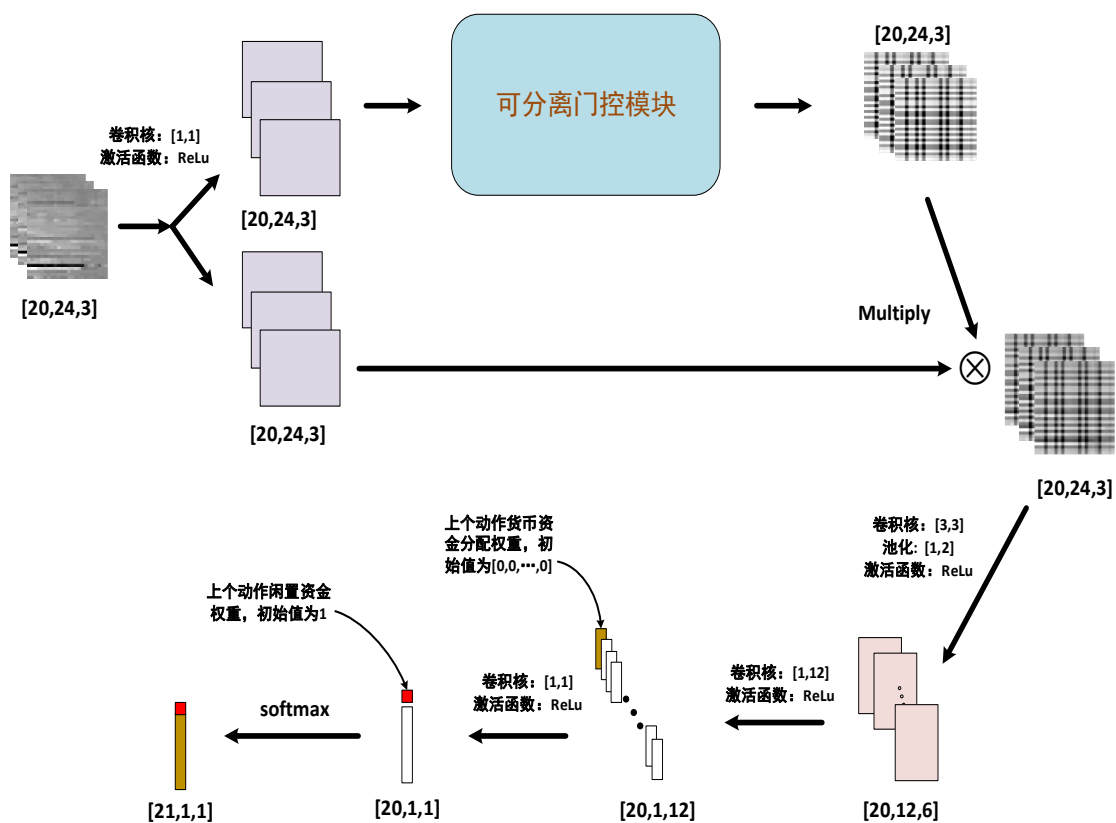 [20,24,3]
卷积核：[1,1]
激活函数：ReLu
[20,24,3]
[20,24,3]
可分离门控模块
[20,24,3]
Multiply
[20,24,3]
卷积核：[3,3]
池化: [1,2]
激活函数：ReLu
[20,12,6]
卷积核：[1,12]
激活函数：ReLu
上个动作货币资
金分配权重，初
始值为[0,0,⋯,0]
[20,1,12]
卷积核：[1,1]
激活函数：ReLu
上个动作闲置资金
权重，初始值为1
[20,1,1]
softmax
[21,1,1]